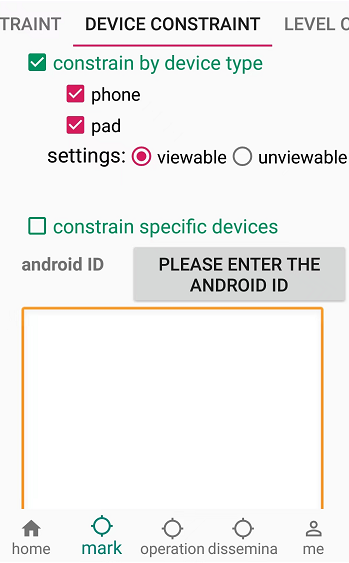 TRAINT DEVICE CONSTRAINT LEVEL C
constrain by device type
phone
pad
settings: viewable unviewable
constrain specific devices
android ID
PLEASE ENTER THE
ANDROID ID
home mark operation dissemina me